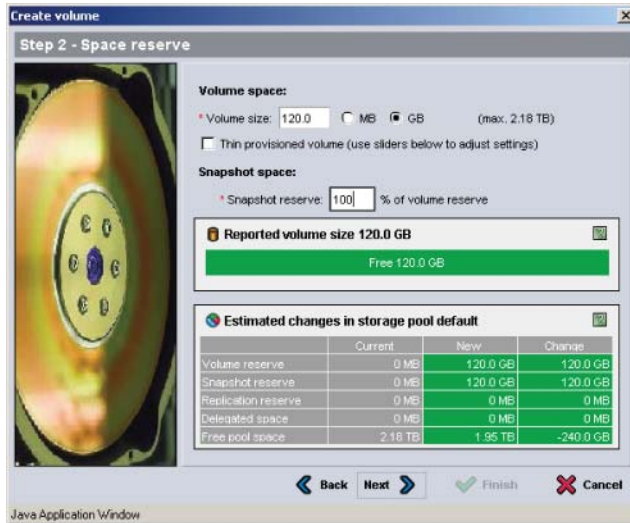 Create volume
Step 2 - Space reserve
Volume space:
* Volume size: 120.0 MB GB (max. 2.18 TB)
Thin provisioned volume (use sliders below to adjust settings)
Snapshot space:
* Snapshot reserve: 100 % of volume reserve
Reported volume size 120.0 GB
Free 120.0 GB
Estimated changes in storage pool default
Current New Change
Volume reserve 0 MB 120.0 GB 120.0 GB
Snapshot reserve 0 MB 120.0 GB 120.0 GB
Replication reserve 0 MB 0 MB 0 MB
Delegated space 0 MB 0 MB 0 MB
Free pool space 2.18 TB 1.95 TB -240.0 GB
Back Next Finish Cancel
Java Application Window